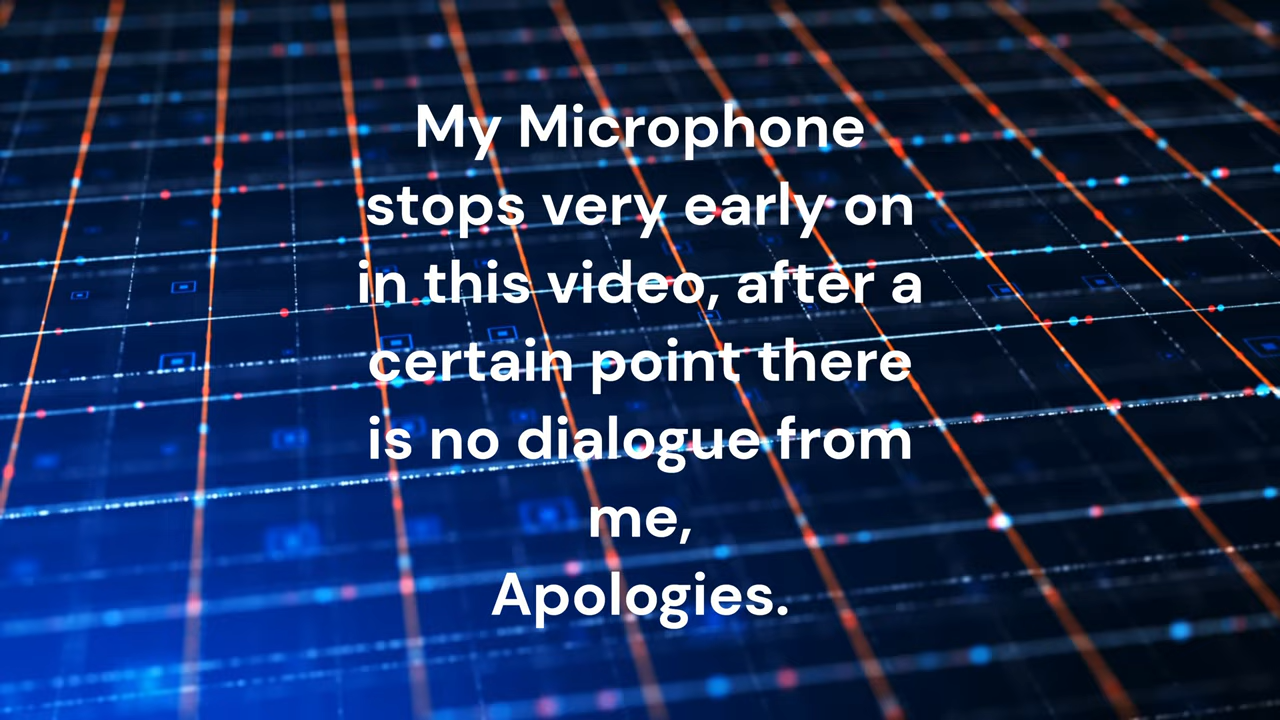 My Microphone
stops very early on
in this video, after a
certain point there
is no dialogue from
me,
Apologies.